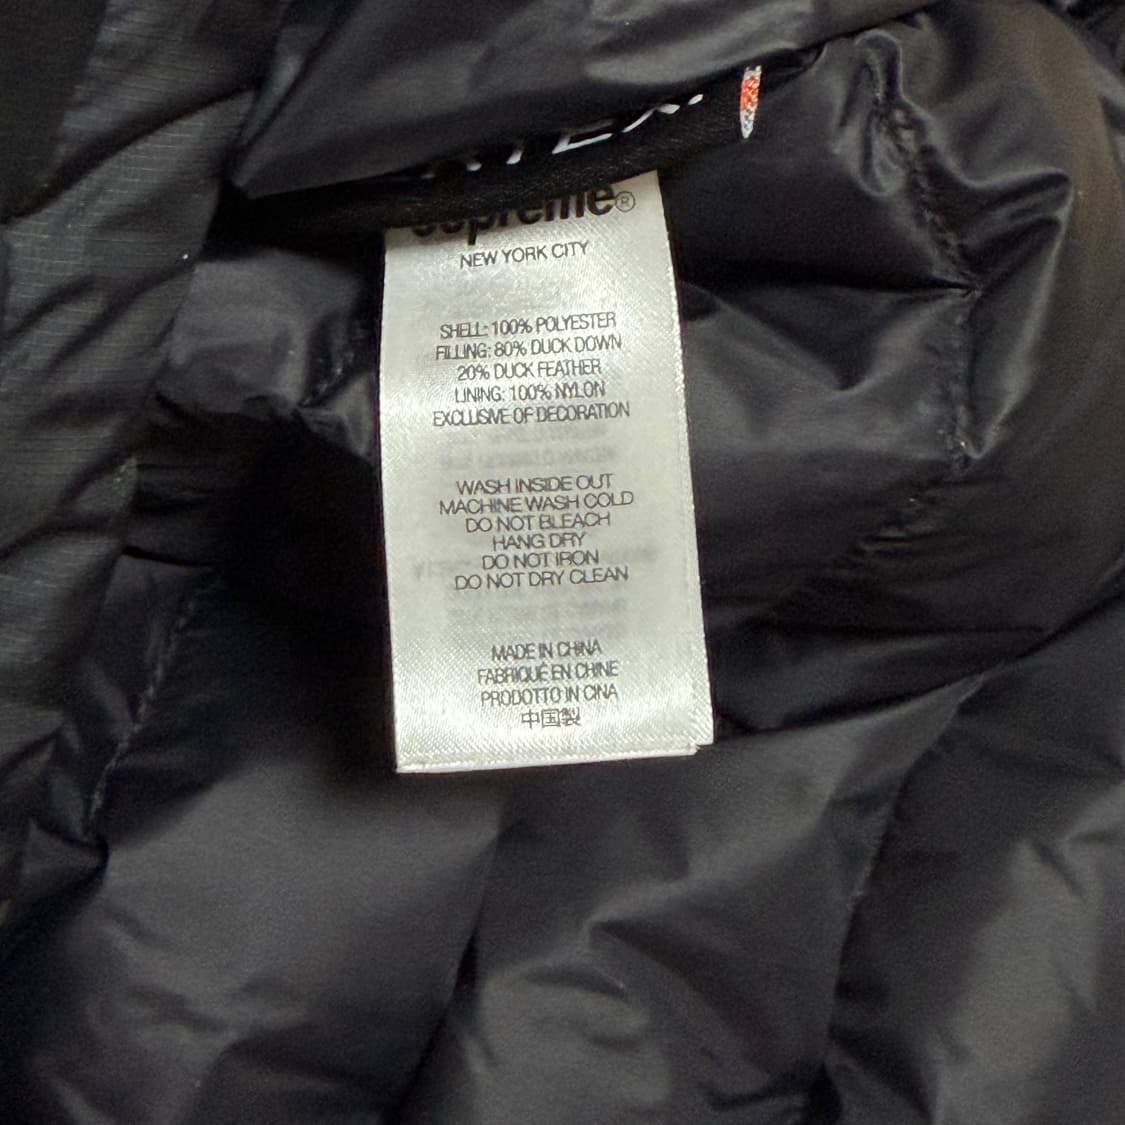 TEX.
supreme®
NEW YORK CITY
SHELL: 100% POLYESTER
FILLING: 80% DUCK DOWN
20% DUCK FEATHER
LINING: 100% NYLON
EXCLUSIVE OF DECORATION
WASH INSIDE OUT
MACHINE WASH COLD
DO NOT BLEACH
HANG DRY
DO NOT IRON
DO NOT DRY CLEAN
MADE IN CHINA
FABRIQUÉ EN CHINE
PRODOTTO IN CINA
中国製